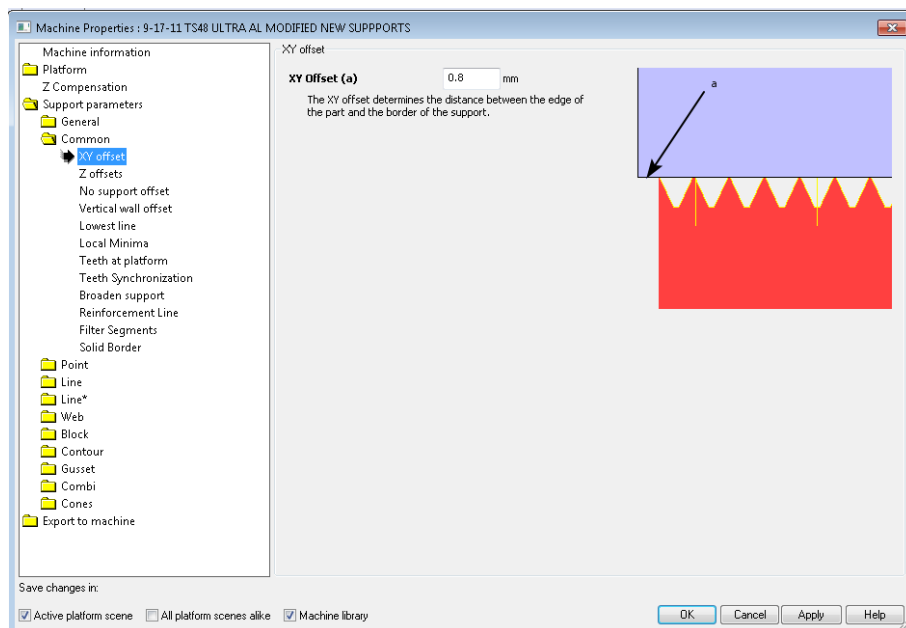 Machine Properties : 9-17-11 TS48 ULTRA AL MODIFIED NEW SUPPPORTS
Machine information
Platform
Z Compensation
Support parameters
General
Common
XY offset
Z offsets
No support offset
Vertical wall offset
Lowest line
Local Minima
Teeth at platform
Teeth Synchronization
Broaden support
Reinforcement Line
Filter Segments
Solid Border
Point
Line
Line*
Web
Block
Contour
Gusset
Combi
Cones
Export to machine
XY offset
XY Offset (a) 0.8 mm
The XY offset determines the distance between the edge of
the part and the border of the support.
a
Save changes in:
Active platform scene All platform scenes alike Machine library
OK Cancel Apply Help